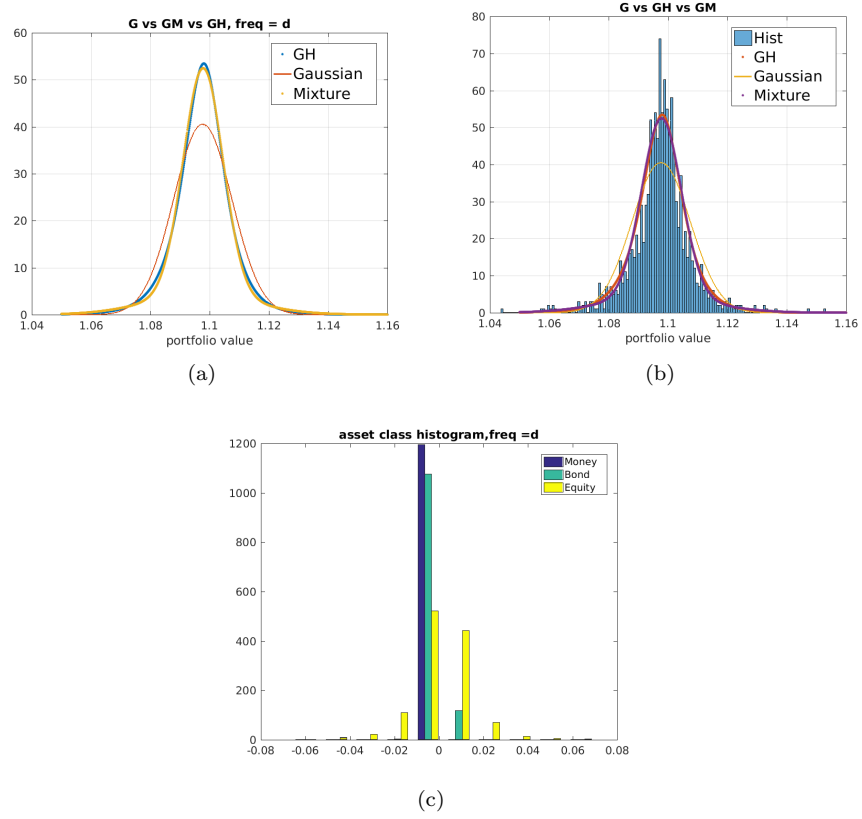 G vs GM vs GH, freq = d
60
50
40
30
20
10
0
1.04 1.06 1.08 1.1 1.12 1.14 1.16
portfolio value
GH
Gaussian
Mixture
(a)
G vs GH vs GM
80
70
60
50
40
30
20
10
0
1.04 1.06 1.08 1.1 1.12 1.14 1.16
portfolio value
Hist
GH
Gaussian
Mixture
(b)
asset class histogram,freq =d
1200
1000
800
600
400
200
0
-0.08 -0.06 -0.04 -0.02 0 0.02 0.04 0.06 0.08
Money
Bond
Equity
(c)